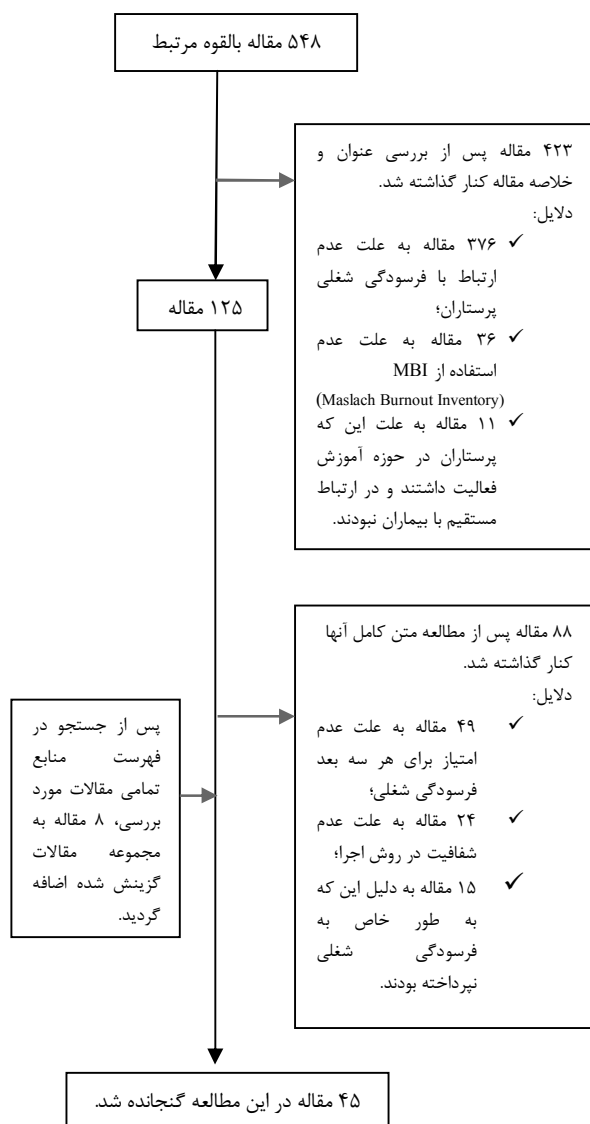 ۵۴۸ مقاله بالقوه مرتبط
۴۲۳ مقاله پس از بررسی عنوان و
خلاصه مقاله کنار گذاشته شد.
دلایل:
✓ ۳۷۶ مقاله به علت عدم
ارتباط با فرسودگی شغلی
پرستاران؛
✓ ۳۶ مقاله به علت عدم
استفاده از MBI
(Maslach Burnout Inventory)
✓ ۱۱ مقاله به علت این که
پرستاران در حوزه آموزش
فعالیت داشتند و در ارتباط
مستقیم با بیماران نبودند.
۱۲۵ مقاله
۸۸ مقاله پس از مطالعه متن کامل آنها
کنار گذاشته شد.
دلایل:
✓ ۴۹ مقاله به علت عدم
امتیاز برای هر سه بعد
فرسودگی شغلی؛
✓ ۲۴ مقاله به علت عدم
شفافیت در روش اجرا؛
✓ ۱۵ مقاله به دلیل این که
به طور خاص به
فرسودگی شغلی
نپرداخته بودند.
پس از جستجو در
فهرست منابع
تمامی مقالات مورد
بررسی، ۸ مقاله به
مجموعه مقالات
گزینش شده اضافه
گردید.
۴۵ مقاله در این مطالعه گنجانده شد.